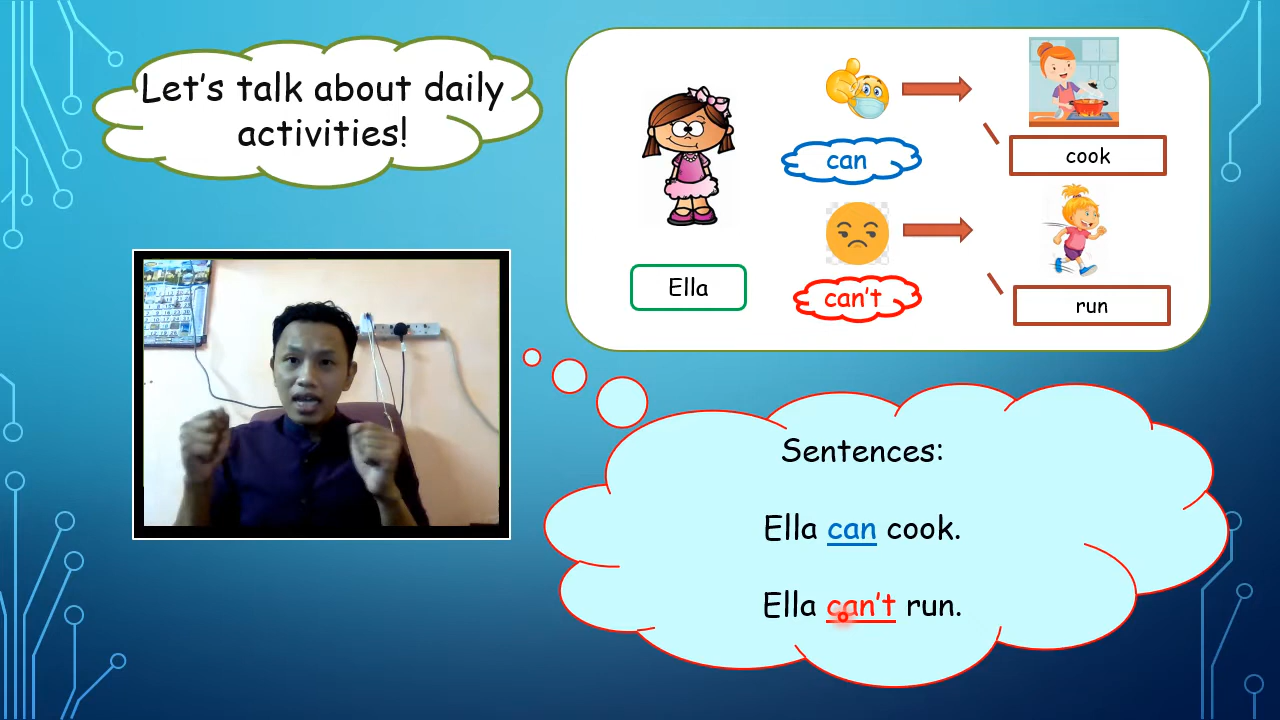 Let's talk about daily
activities!
can
cook
Ella
can't
run
Sentences:
Ella can cook.
Ella can't run.